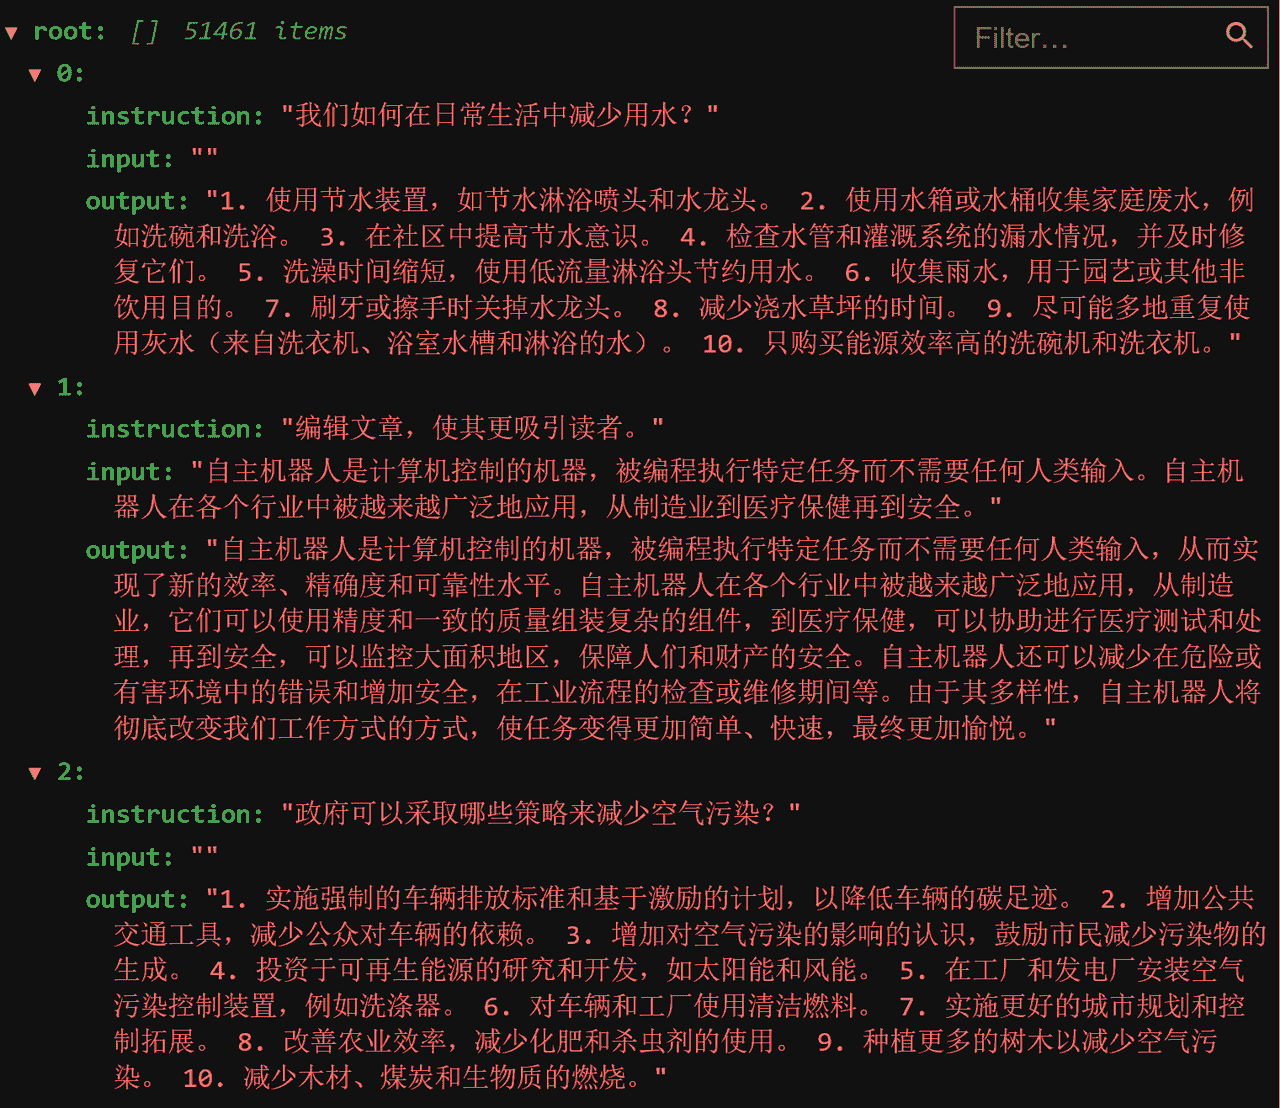 ▼ root: [] 51461 items
Filter...
▼ 0:
instruction: "我们如何在日常生活中减少用水？"
input: ""
output: "1. 使用节水装置，如节水淋浴喷头和水龙头。 2. 使用水箱或水桶收集家庭废水，例
如洗碗和洗浴。 3. 在社区中提高节水意识。 4. 检查水管和灌溉系统的漏水情况，并及时修
复它们。 5. 洗澡时间缩短，使用低流量淋浴头节约用水。 6. 收集雨水，用于园艺或其他非
饮用目的。 7. 刷牙或擦手时关掉水龙头。 8. 减少浇水草坪的时间。 9. 尽可能多地重复使
用灰水（来自洗衣机、浴室水槽和淋浴的水）。 10. 只购买能源效率高的洗碗机和洗衣机。"
▼ 1:
instruction: "编辑文章，使其更吸引读者。"
input: "自主机器人是计算机控制的机器，被编程执行特定任务而不需要任何人类输入。自主机
器人在各个行业中被越来越广泛地应用，从制造业到医疗保健再到安全。"
output: "自主机器人是计算机控制的机器，被编程执行特定任务而不需要任何人类输入，从而实
现了新的效率、精确度和可靠性水平。自主机器人在各个行业中被越来越广泛地应用，从制造
业，它们可以使用精度和一致的质量组装复杂的组件，到医疗保健，可以协助进行医疗测试和处
理，再到安全，可以监控大面积地区，保障人们和财产的安全。自主机器人还可以减少在危险或
有害环境中的错误和增加安全，在工业流程的检查或维修期间等。由于其多样性，自主机器人将
彻底改变我们工作方式的方式，使任务变得更加简单、快速，最终更加愉悦。"
▼ 2:
instruction: "政府可以采取哪些策略来减少空气污染？"
input: ""
output: "1. 实施强制的车辆排放标准和基于激励的计划，以降低车辆的碳足迹。 2. 增加公共
交通工具，减少公众对车辆的依赖。 3. 增加对空气污染的影响的认识，鼓励市民减少污染物的
生成。 4. 投资于可再生能源的研究和开发，如太阳能和风能。 5. 在工厂和发电厂安装空气
污染控制装置，例如洗涤器。 6. 对车辆和工厂使用清洁燃料。 7. 实施更好的城市规划和控
制拓展。 8. 改善农业效率，减少化肥和杀虫剂的使用。 9. 种植更多的树木以减少空气污
染。 10. 减少木材、煤炭和生物质的燃烧。"